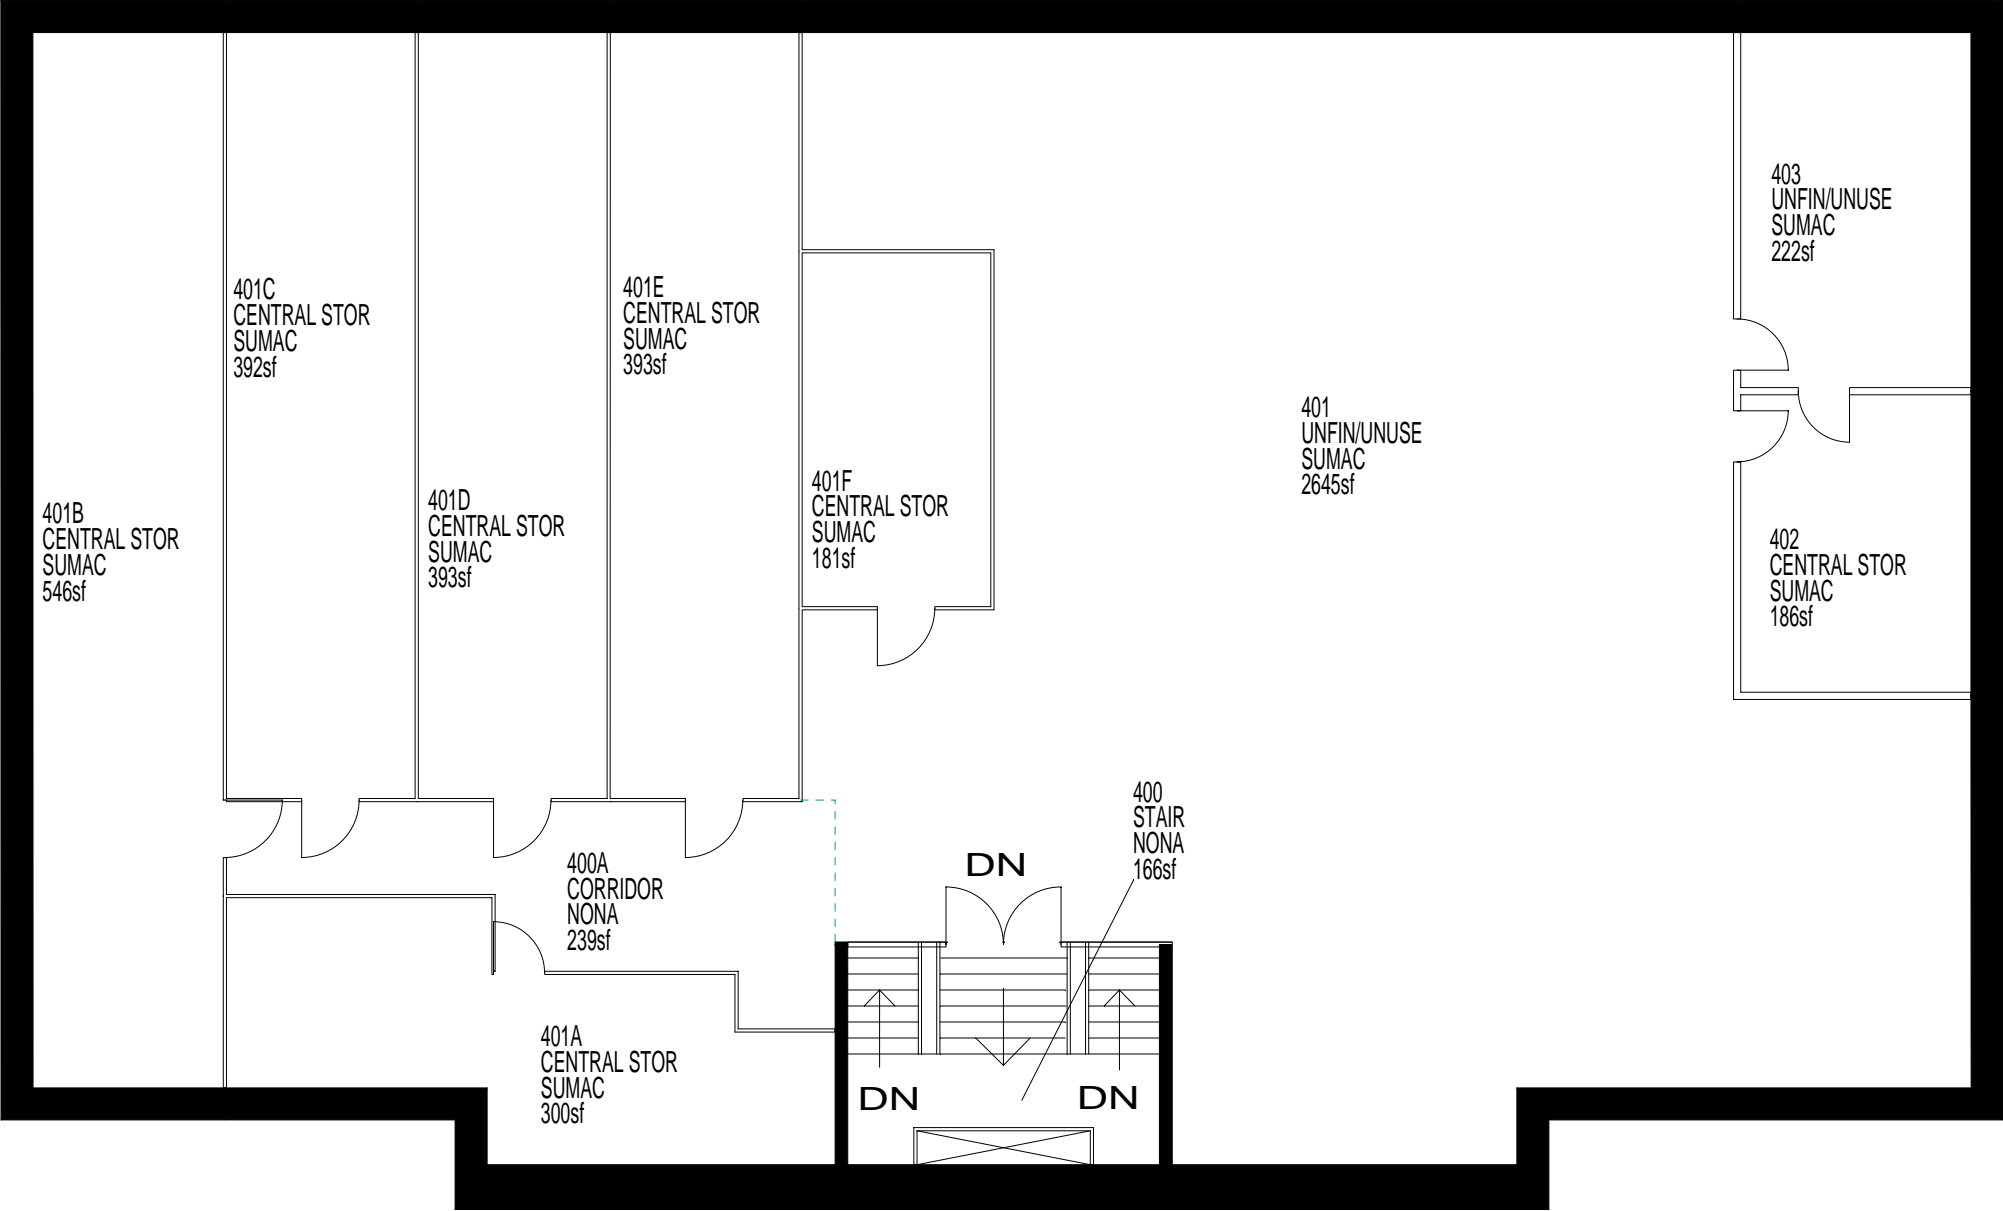 403
UNFIN/UNUSE
SUMAC
222sf
401C
CENTRAL STOR
SUMAC
392sf
401E
CENTRAL STOR
SUMAC
393sf
401
UNFIN/UNUSE
SUMAC
2645sf
401F
CENTRAL STOR
SUMAC
181sf
401D
CENTRAL STOR
SUMAC
393sf
401B
CENTRAL STOR
SUMAC
546sf
402
CENTRAL STOR
SUMAC
186sf
400
STAIR
NONA
166sf
400A
CORRIDOR
NONA
239sf
DN
401A
CENTRAL STOR
SUMAC
300sf
DN
DN